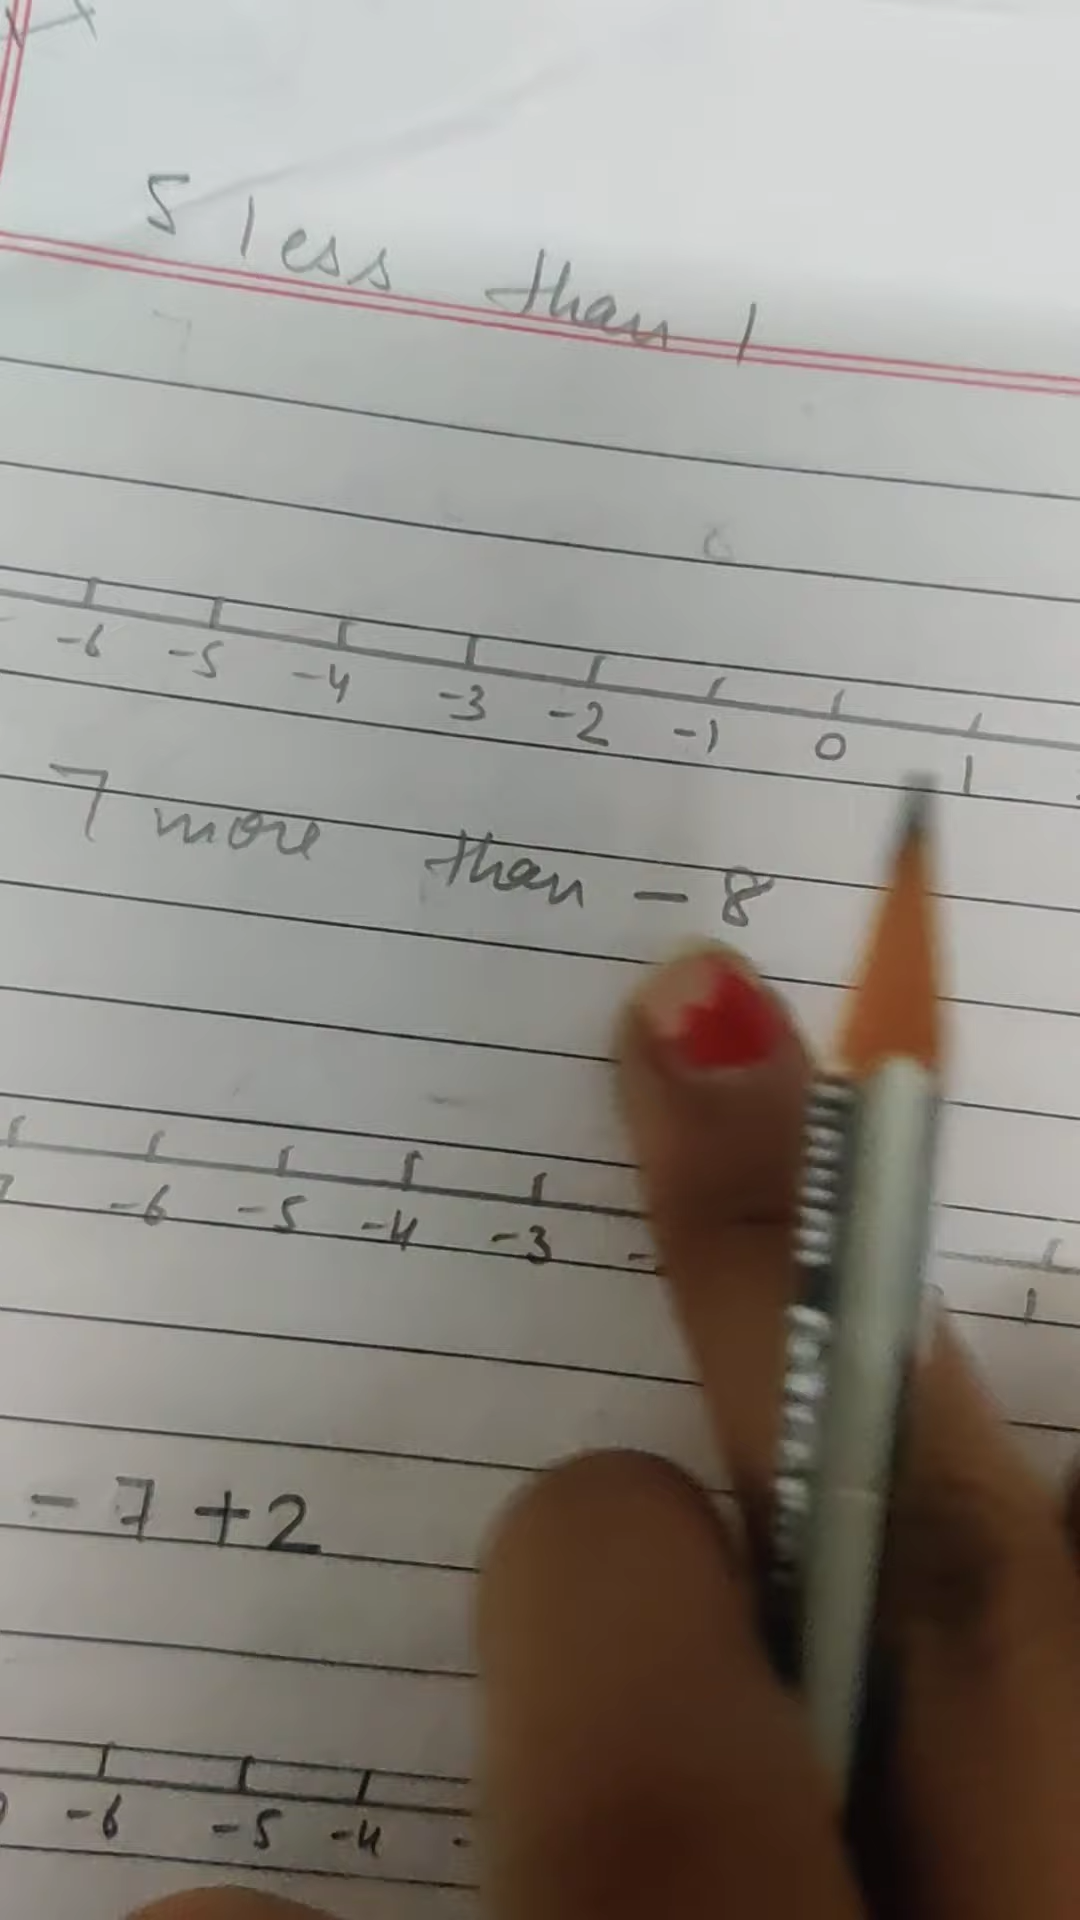 5 less than 1
-6 -5 -4 -3 -2 -1 0 1
7 more than -8
-6 -5 -4 -3 - 1
-7 +2
-6 -5 -4 -